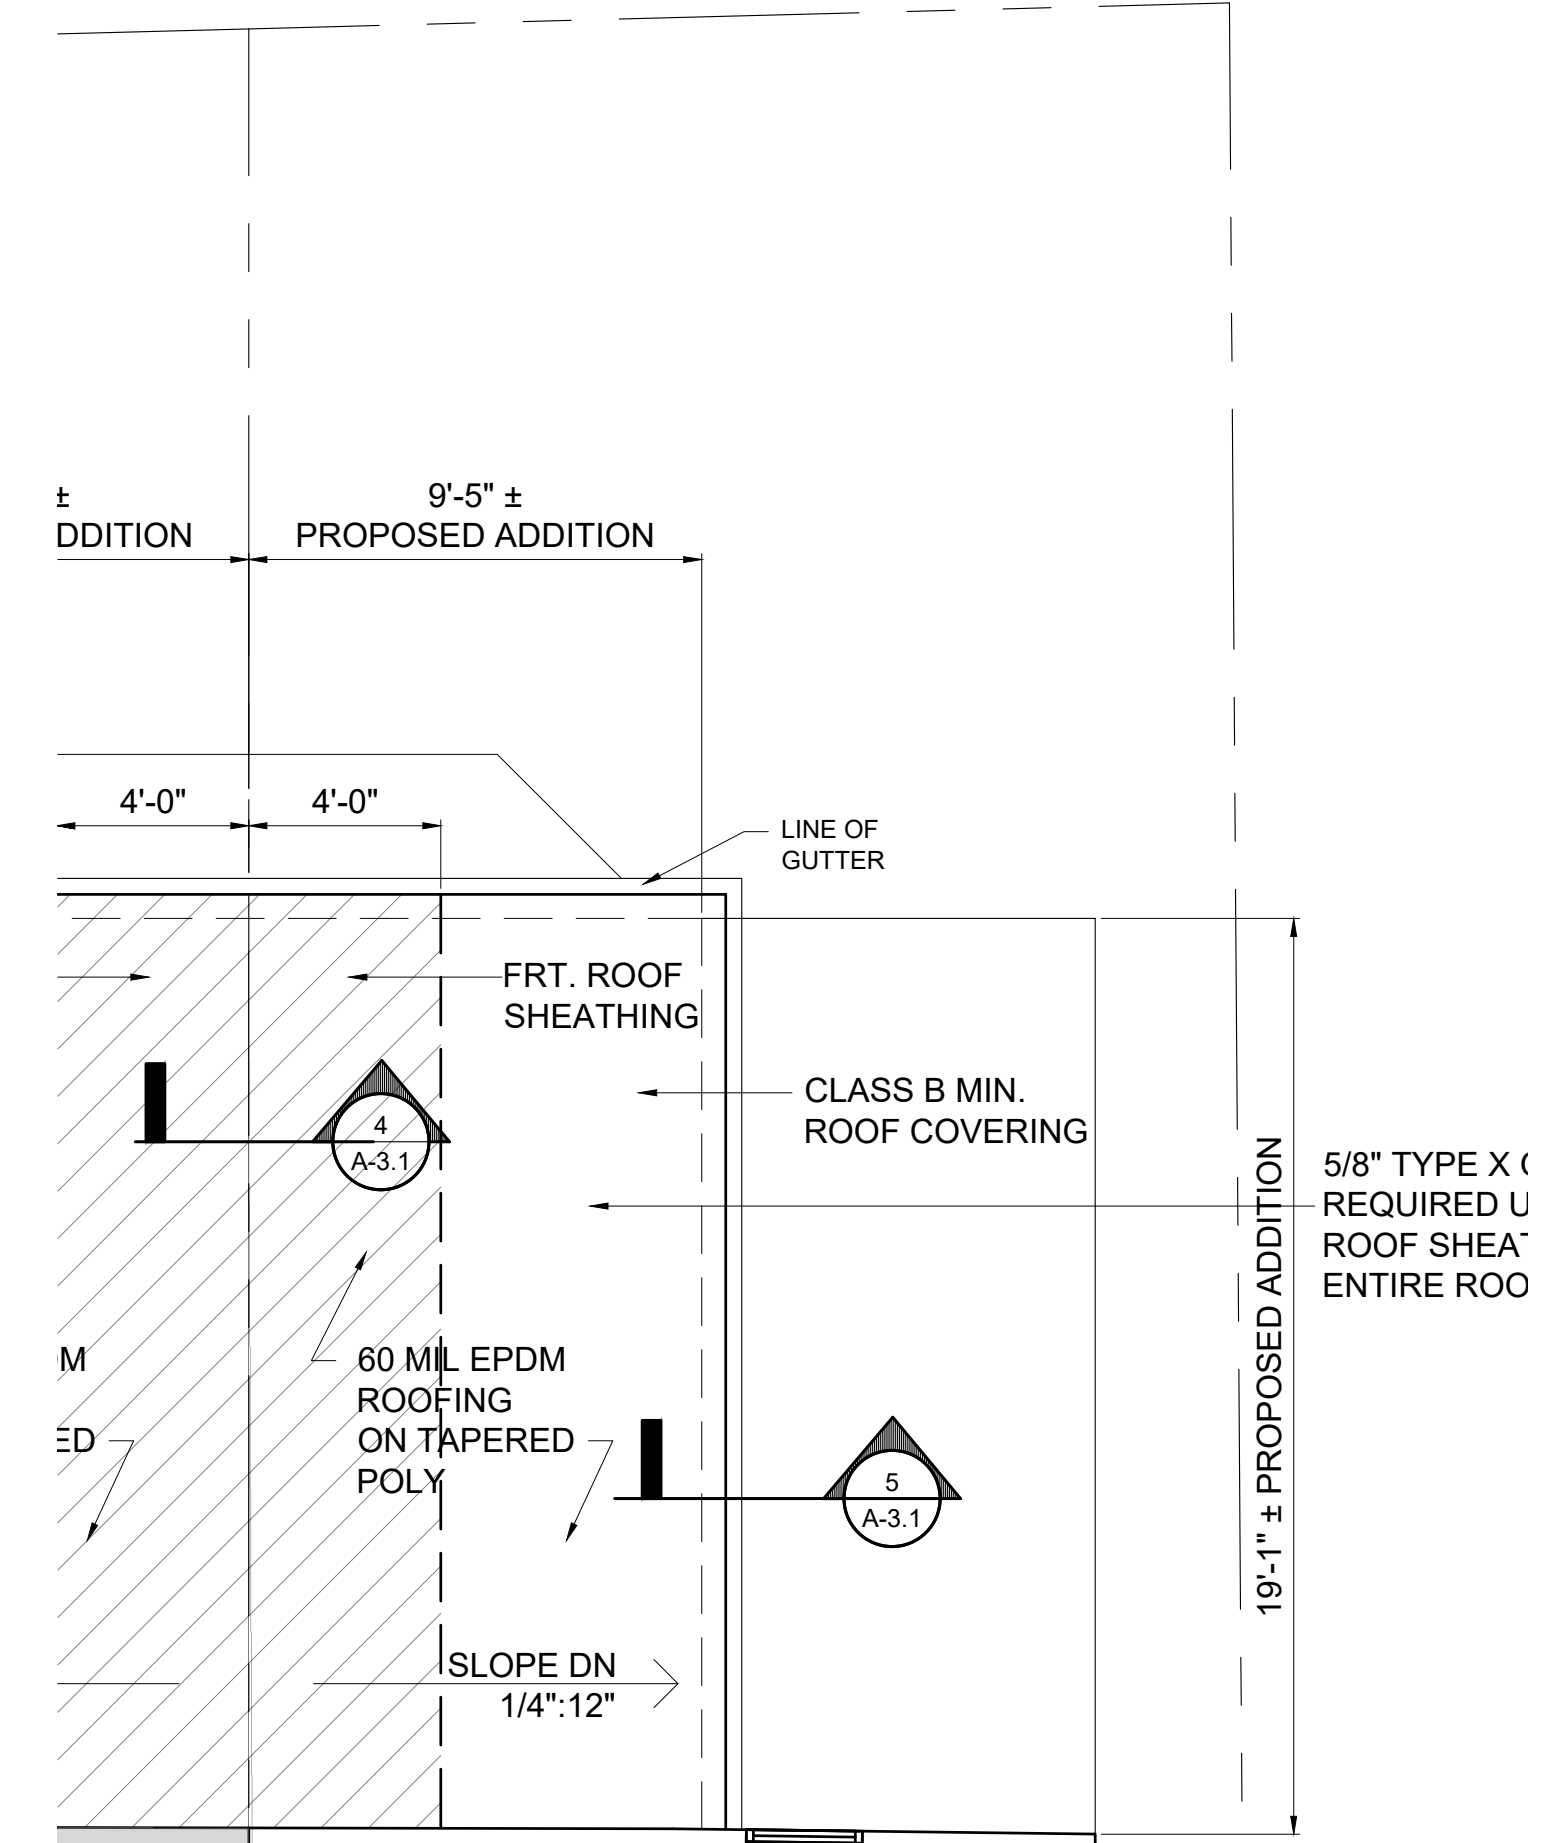 ±
DDITION
9'-5" ±
PROPOSED ADDITION
4'-0"
4'-0"
LINE OF
GUTTER
FRT. ROOF
SHEATHING
CLASS B MIN.
ROOF COVERING
4
A-3.1
5/8" TYPE X
REQUIRED U
ROOF SHEAT
ENTIRE ROO
19'-1" ± PROPOSED ADDITION
M
ED
60 MIL EPDM
ROOFING
ON TAPERED
POLY
5
A-3.1
SLOPE DN
1/4":12"